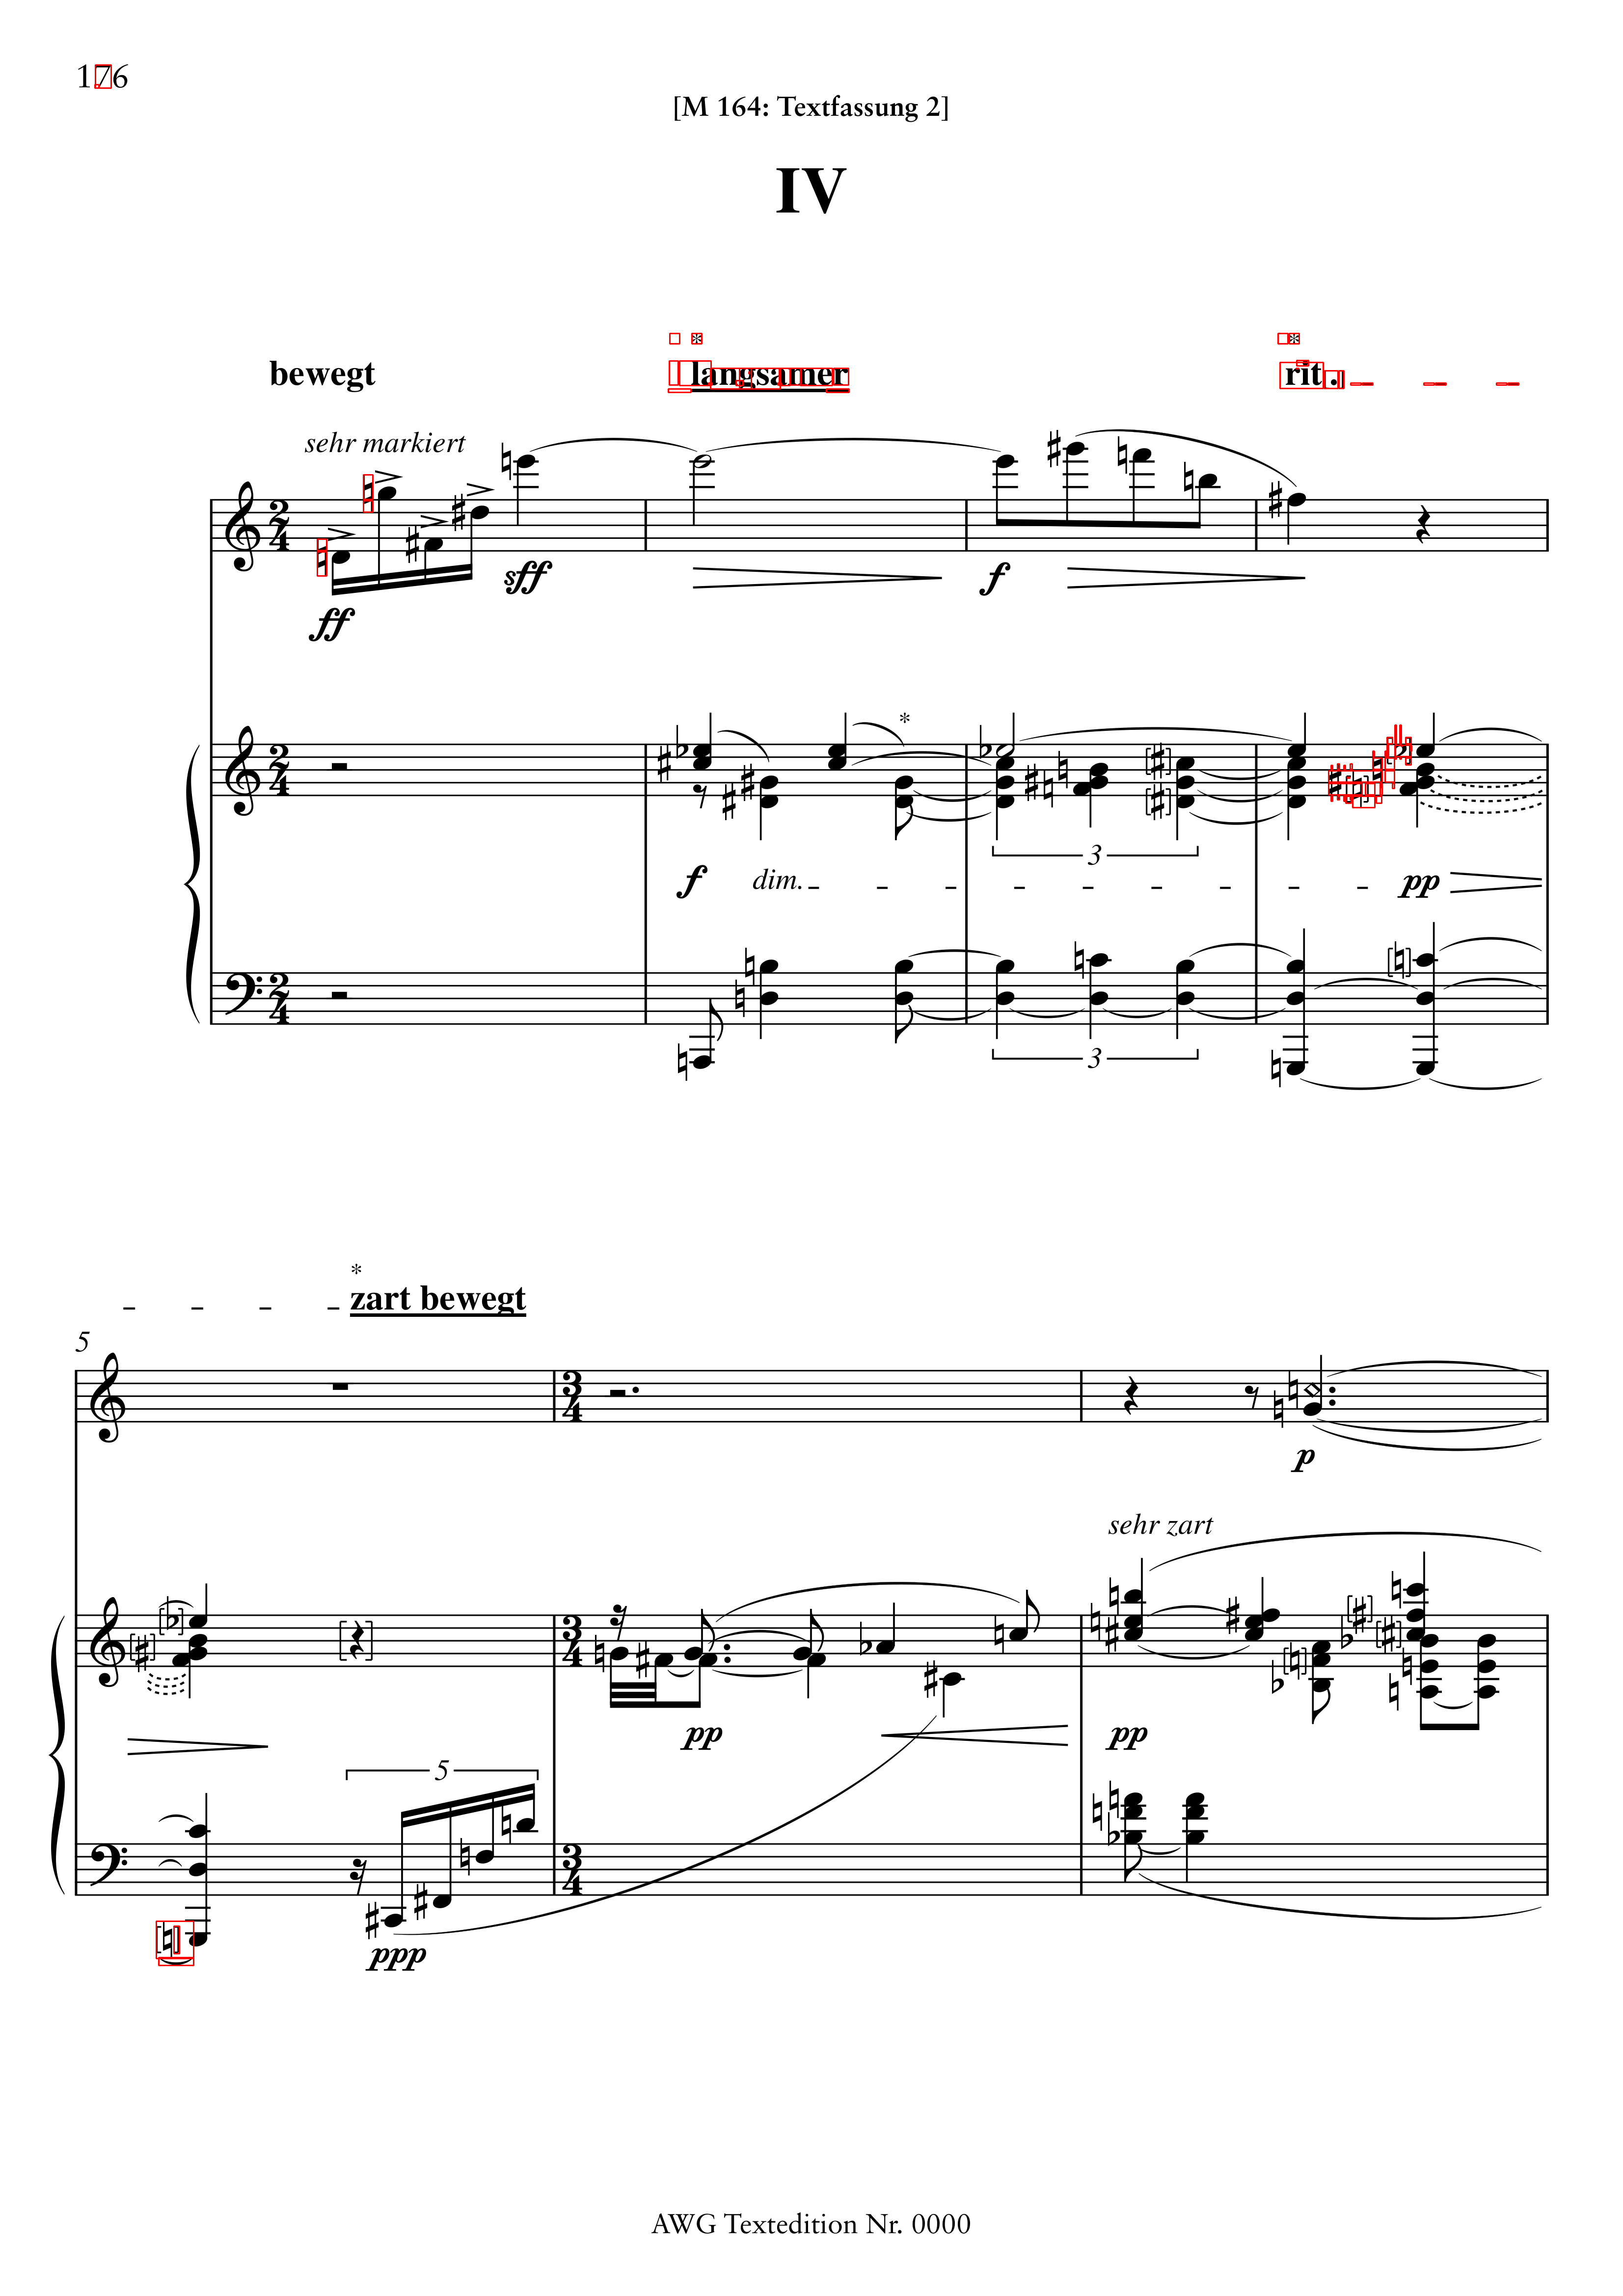 176
[M 164: Textfassung 2]
IV
* *
bewegt langsamer rit.
sehr markiert
ff sff f
*
3
f dim. pp
3
*
zart bewegt
5
p
sehr zart
pp pp
5
ppp
AWG Textedition Nr. 0000